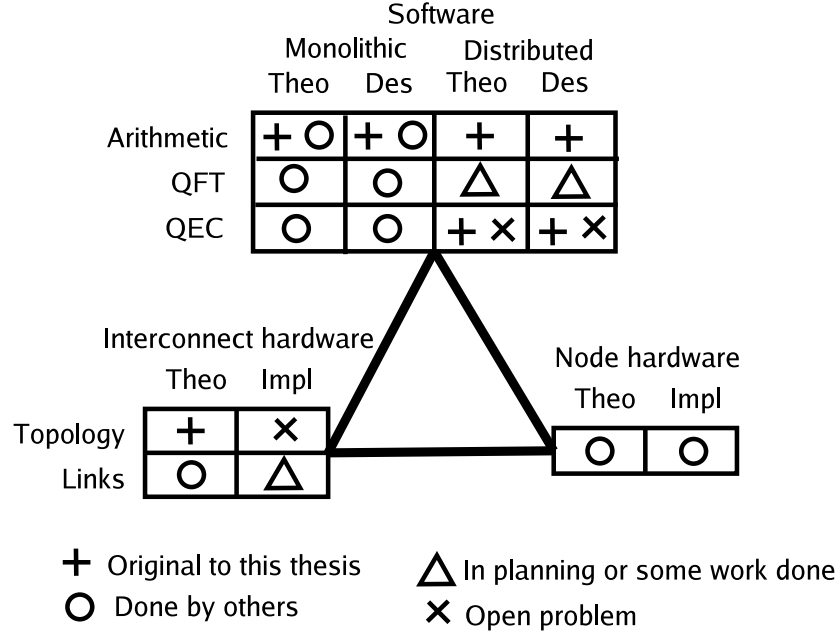 Software
Monolithic Distributed
Theo Des Theo Des
Arithmetic + ○ + ○ + +
QFT ○ ○ △ △
QEC ○ ○ + × + ×
Interconnect hardware
Theo Impl
Topology + ×
Links ○ △
Node hardware
Theo Impl
○ ○
+ Original to this thesis
○ Done by others
△ In planning or some work done
× Open problem